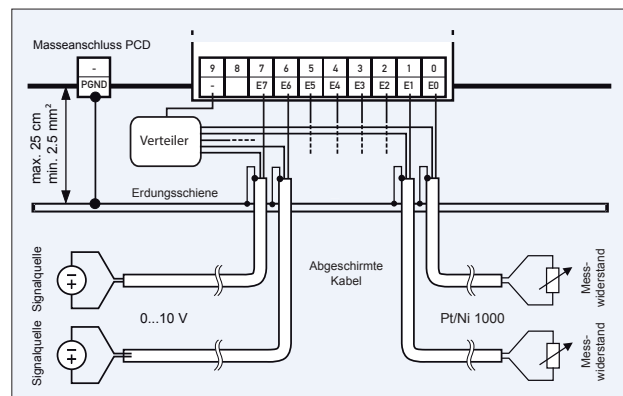 Masseanschluss PCD
-
PGND
9 8 7 6 5 4 3 2 1 0
- E7 E6 E5 E4 E3 E2 E1 E0
max. 25 cm
min. 2.5 mm²
Verteiler
Erdungsschiene
Signalquelle
Abgeschirmte
Kabel
Mess-
widerstand
0...10 V
Pt/Ni 1000
Signalquelle
Mess-
widerstand